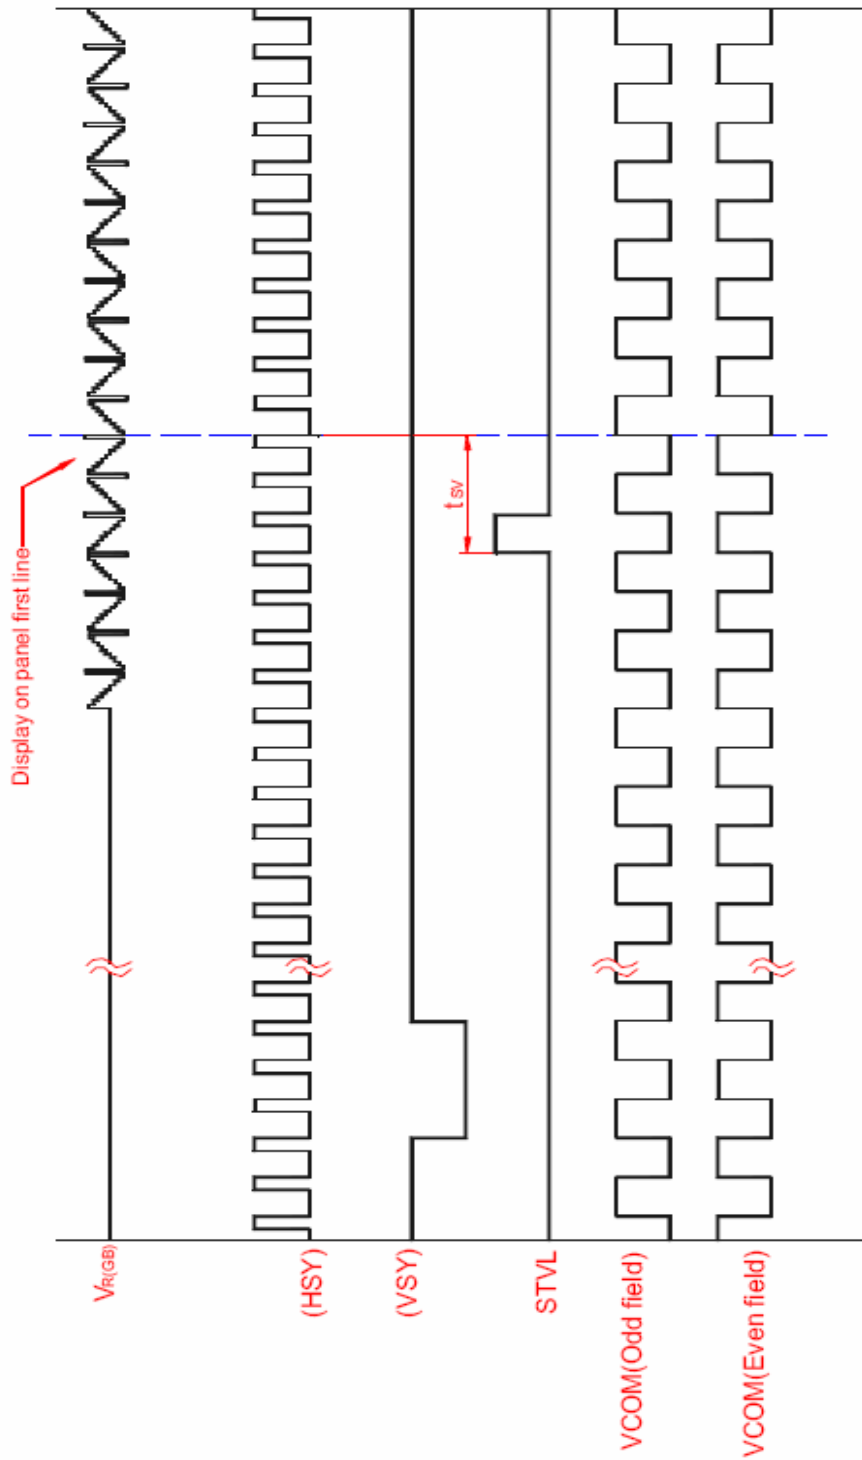 Display on panel first line
VR(GB)
(HSY)
(VSY)
tsv
STVL
VCOM(Odd field)
VCOM(Even field)